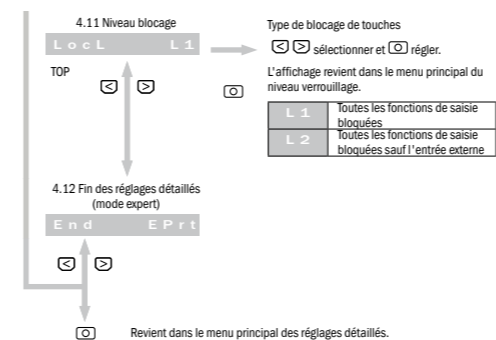 4.11 Niveau blocage
LocL L1
TOP
Type de blocage de touches
< > sélectionner et O régler.
L'affichage revient dans le menu principal du
niveau verrouillage.
L1 Toutes les fonctions de saisie
bloquées
L2 Toutes les fonctions de saisie
bloquées sauf l'entrée externe
< >
O
4.12 Fin des réglages détaillés
(mode expert)
End EPrt
< >
O Revient dans le menu principal des réglages détaillés.